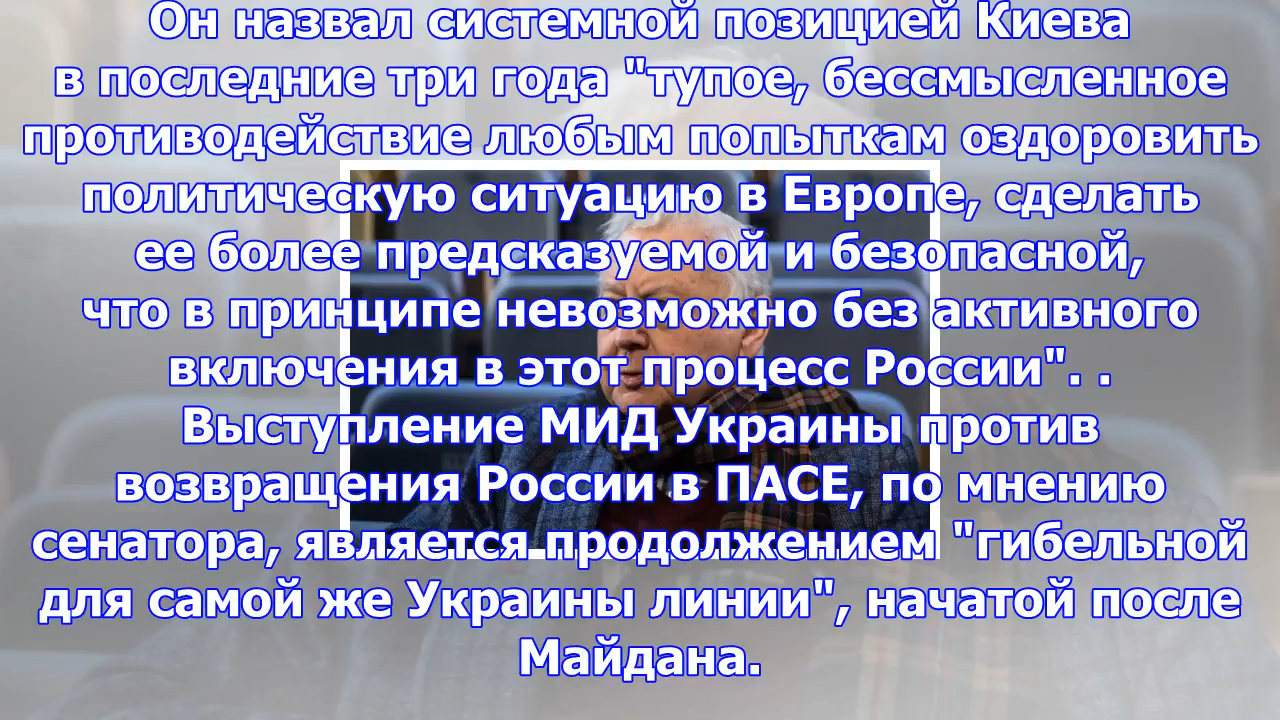 Он назвал системной позицией Киева
в последние три года "тупое, бессмысленное
противодействие любым попыткам оздоровить
политическую ситуацию в Европе, сделать
ее более предсказуемой и безопасной,
что в принципе невозможно без активного
включения в этот процесс России". .
Выступление МИД Украины против
возвращения России в ПАСЕ, по мнению
сенатора, является продолжением "гибельной
для самой же Украины линии", начатой после
Майдана.